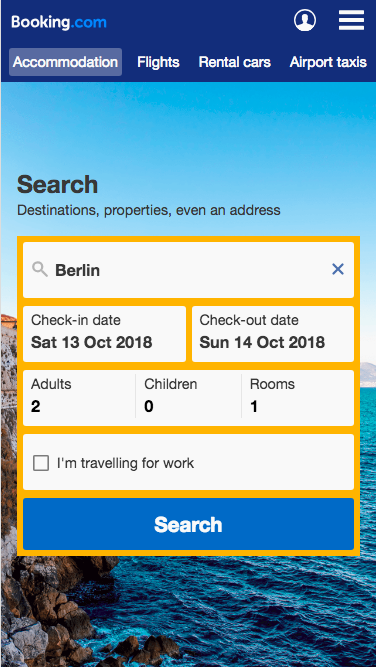 Booking.com
Accommodation Flights Rental cars Airport taxis
Search
Destinations, properties, even an address
Berlin
Check-in date Check-out date
Sat 13 Oct 2018 Sun 14 Oct 2018
Adults Children Rooms
2 0 1
I'm travelling for work
Search